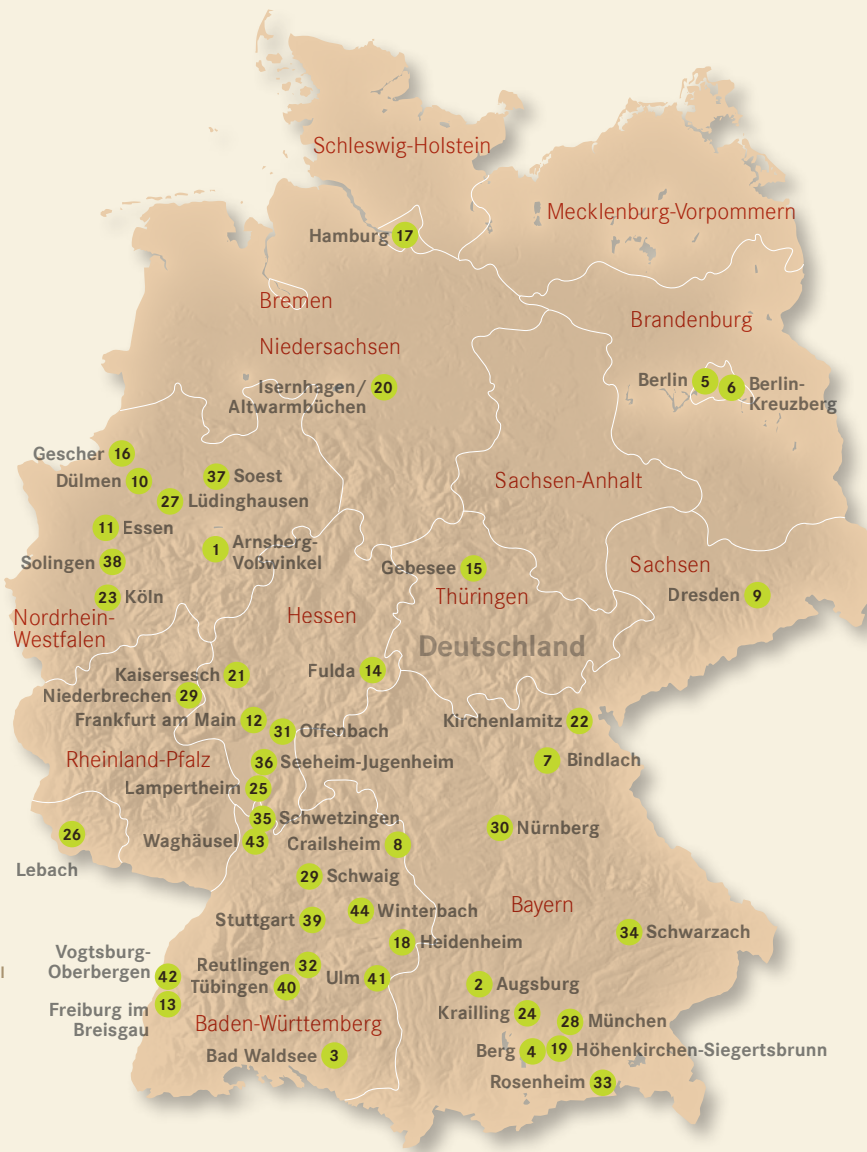 Schleswig-Holstein
Mecklenburg-Vorpommern
Hamburg 17
Bremen
Brandenburg
Niedersachsen
Isernhagen/
Altwarmbüchen
20
Berlin 5
6 Berlin-
Kreuzberg
Gescher 16
Dülmen 10
37 Soest
27 Lüdinghausen
Sachsen-Anhalt
11 Essen
1 Arnsberg-
Voßwinkel
Solingen 38
Gebesee 15
Sachsen
23 Köln
Thüringen
Dresden 9
Nordrhein-
Westfalen
Hessen
Deutschland
Kaisersesch 21
Fulda 14
Niederbrechen 29
Frankfurt am Main 12
31 Offenbach
Kirchenlamitz 22
Rheinland-Pfalz
36 Seeheim-Jugenheim
7 Bindlach
Lampertheim 25
35 Schwetzingen
26
Lebach
Waghäusel 43
Crailsheim 8
30 Nürnberg
29 Schwaig
Stuttgart 39
44 Winterbach
Bayern
18 Heidenheim
34 Schwarzach
Vogtsburg-
Oberbergen
42
Reutlingen 32
Tübingen 40
Ulm 41
2 Augsburg
l
Freiburg im
Breisgau
13
Krailling 24
28 München
Baden-Württemberg
Bad Waldsee 3
Berg 4
19 Höhenkirchen-Siegertsbrunn
Rosenheim 33